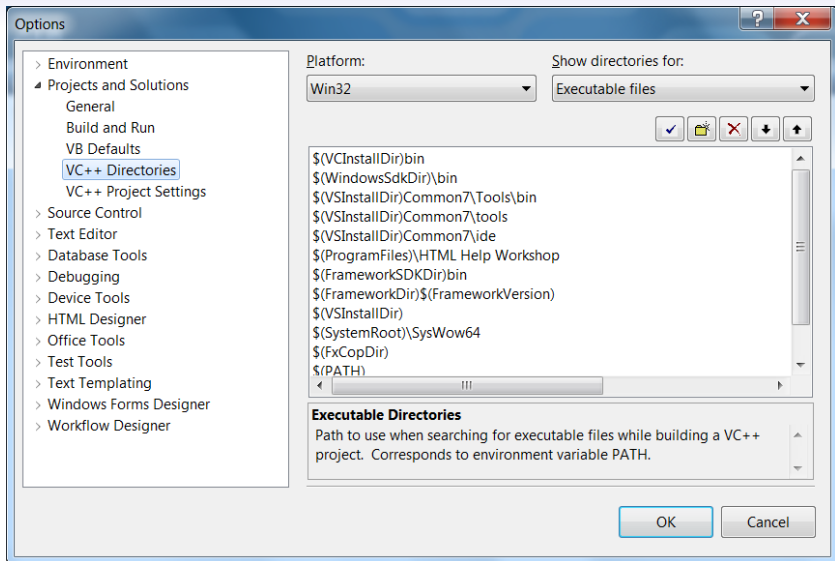 Options
?
Environment
Projects and Solutions
General
Build and Run
VB Defaults
VC++ Directories
VC++ Project Settings
Source Control
Text Editor
Database Tools
Debugging
Device Tools
HTML Designer
Office Tools
Test Tools
Text Templating
Windows Forms Designer
Workflow Designer
Platform:
Win32
Show directories for:
Executable files
$(VCInstallDir)bin
$(WindowsSdkDir)\bin
$(VSInstallDir)Common7\Tools\bin
$(VSInstallDir)Common7\tools
$(VSInstallDir)Common7\ide
$(ProgramFiles)\HTML Help Workshop
$(FrameworkSDKDir)bin
$(FrameworkDir)$(FrameworkVersion)
$(VSInstallDir)
$(SystemRoot)\SysWow64
$(FxCopDir)
$(PATH)
Executable Directories
Path to use when searching for executable files while building a VC++
project.  Corresponds to environment variable PATH.
OK
Cancel